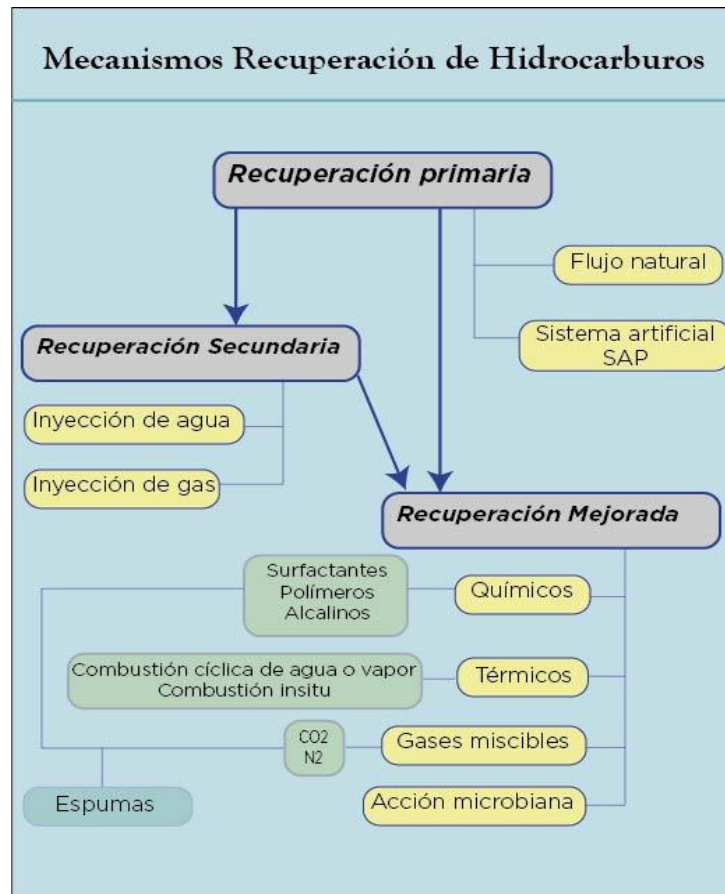 Mecanismos Recuperación de Hidrocarburos
Recuperación primaria
Flujo natural
Sistema artificial
SAP
Recuperación Secundaria
Inyección de agua
Inyección de gas
Recuperación Mejorada
Surfactantes
Polímeros
Alcalinos
Químicos
Combustión cíclica de agua o vapor
Combustión insitu
Térmicos
CO2
N2
Gases miscibles
Espumas
Acción microbiana